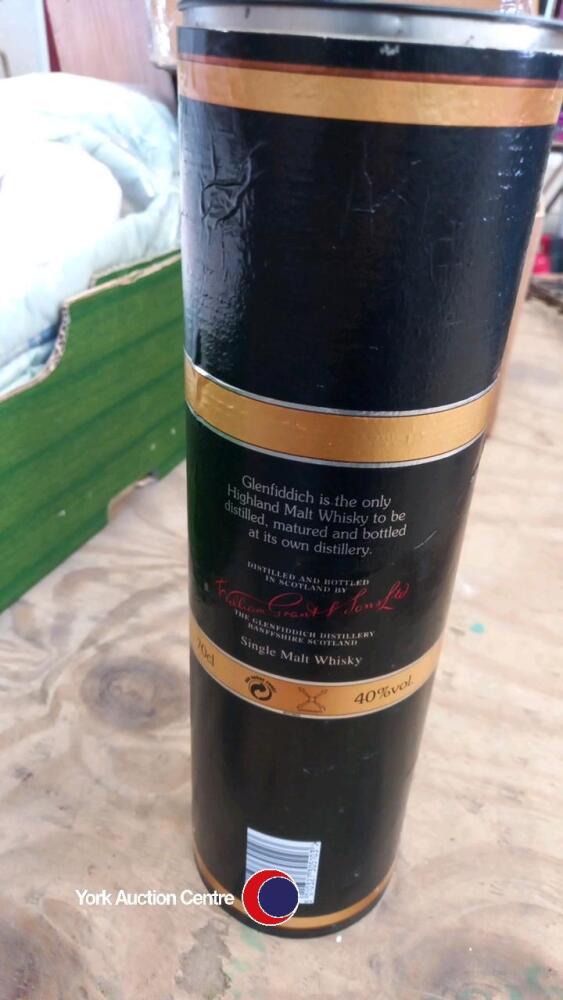 Glenfiddich is the only
Highland Malt Whisky to be
distilled, matured and bottled
at its own distillery.
DISTILLED AND BOTTLED
IN SCOTLAND BY
William Grant & Sons Ltd
THE GLENFIDDICH DISTILLERY
BANFFSHIRE SCOTLAND
Single Malt Whisky
70cl
40%vol.
York Auction Centre